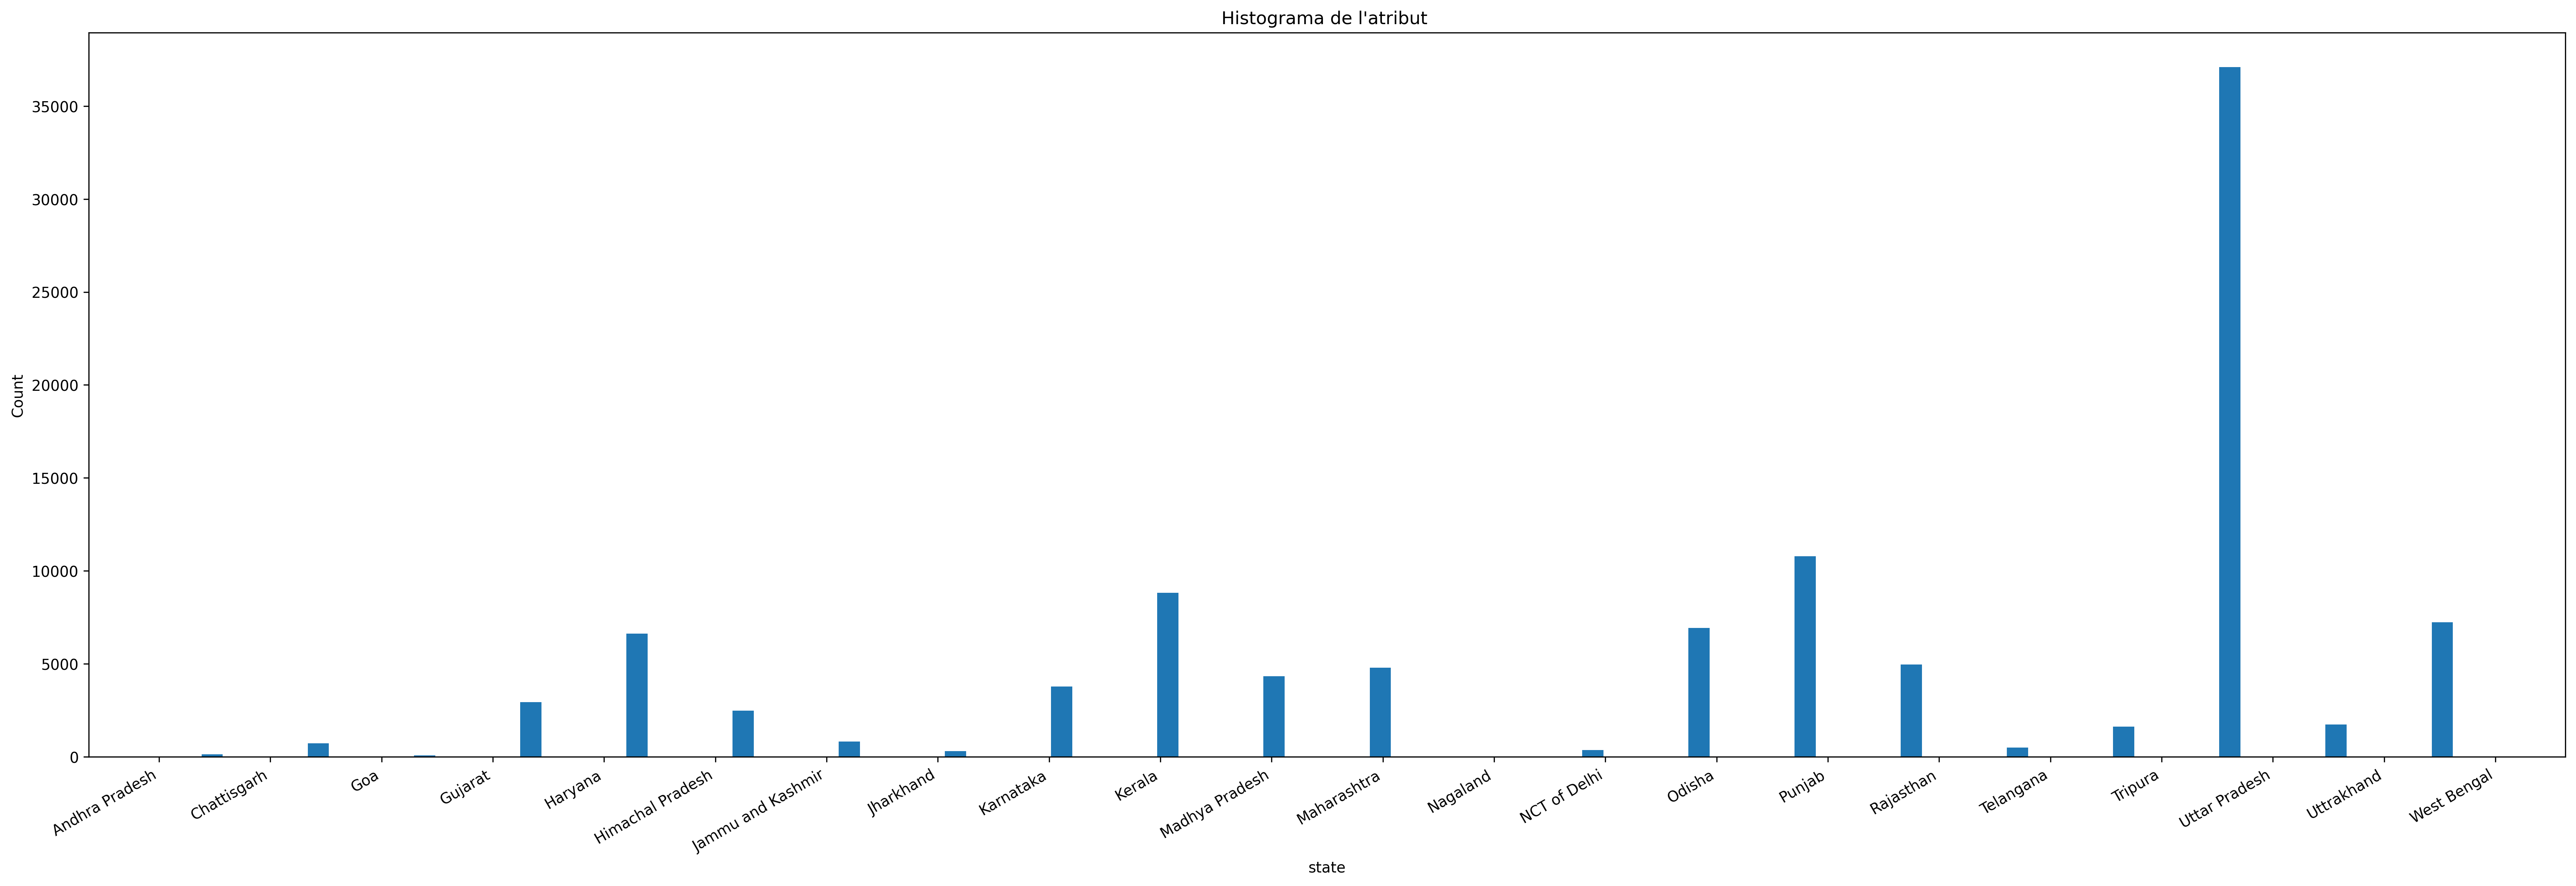 Histograma de l'atribut
Count
35000
30000
25000
20000
15000
10000
5000
0
Andhra Pradesh
Chattisgarh
Goa
Gujarat
Haryana
Himachal Pradesh
Jammu and Kashmir
Jharkhand
Karnataka
Kerala
Madhya Pradesh
Maharashtra
Nagaland
NCT of Delhi
Odisha
Punjab
Rajasthan
Telangana
Tripura
Uttar Pradesh
Uttrakhand
West Bengal
state